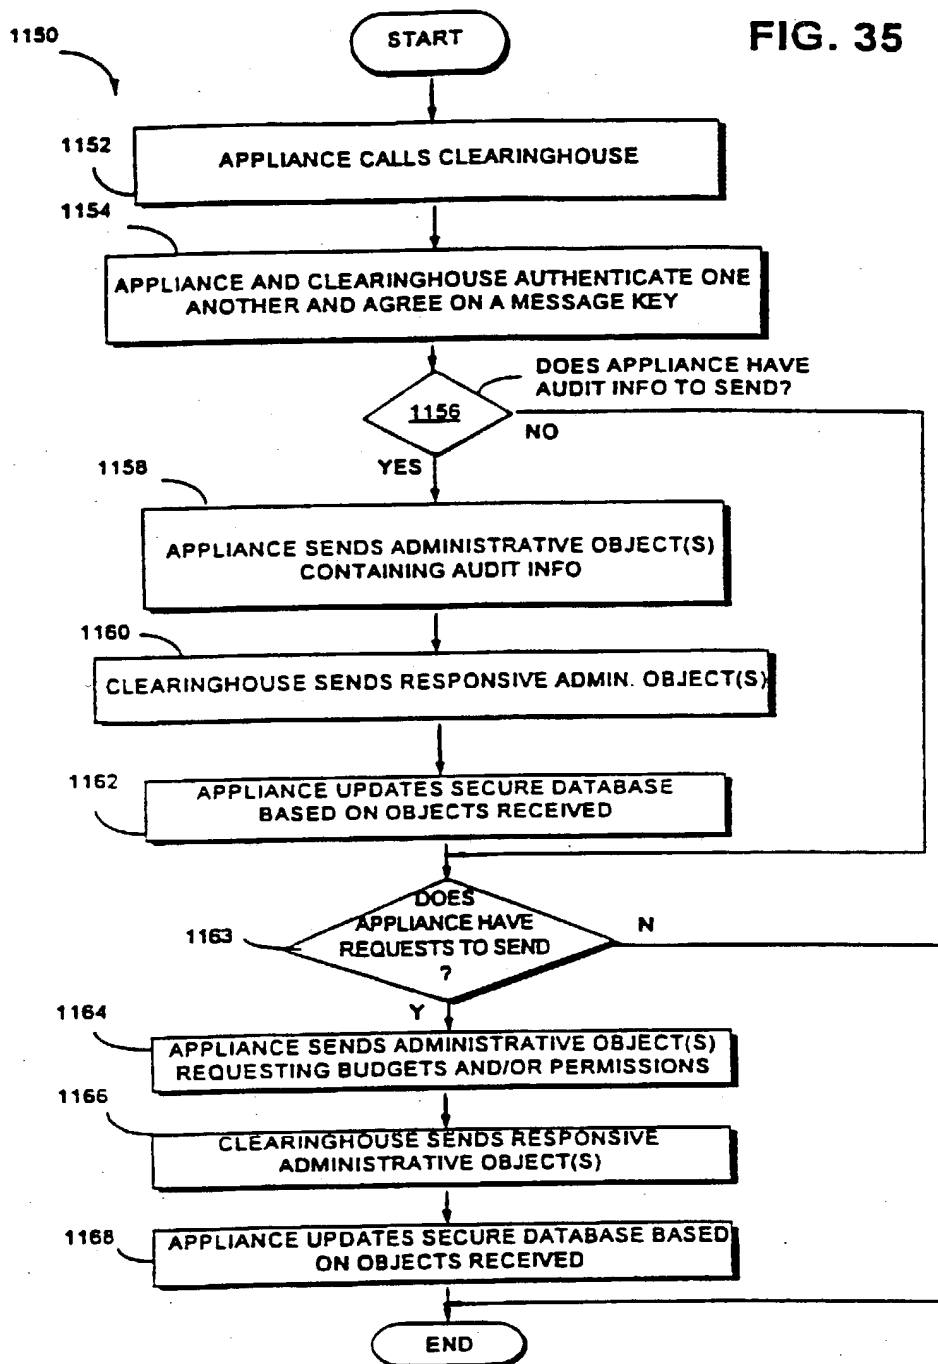 1150
START
FIG. 35
1152
APPLIANCE CALLS CLEARINGHOUSE
1154
APPLIANCE AND CLEARINGHOUSE AUTHENTICATE ONE
ANOTHER AND AGREE ON A MESSAGE KEY
DOES APPLIANCE HAVE
AUDIT INFO TO SEND?
1156
NO
YES
1158
APPLIANCE SENDS ADMINISTRATIVE OBJECT(S)
CONTAINING AUDIT INFO
1160
CLEARINGHOUSE SENDS RESPONSIVE ADMIN. OBJECT(S)
1162
APPLIANCE UPDATES SECURE DATABASE
BASED ON OBJECTS RECEIVED
1163
DOES
APPLIANCE HAVE
REQUESTS TO SEND
?
N
Y
1164
APPLIANCE SENDS ADMINISTRATIVE OBJECT(S)
REQUESTING BUDGETS AND/OR PERMISSIONS
1166
CLEARINGHOUSE SENDS RESPONSIVE
ADMINISTRATIVE OBJECT(S)
1168
APPLIANCE UPDATES SECURE DATABASE BASED
ON OBJECTS RECEIVED
END